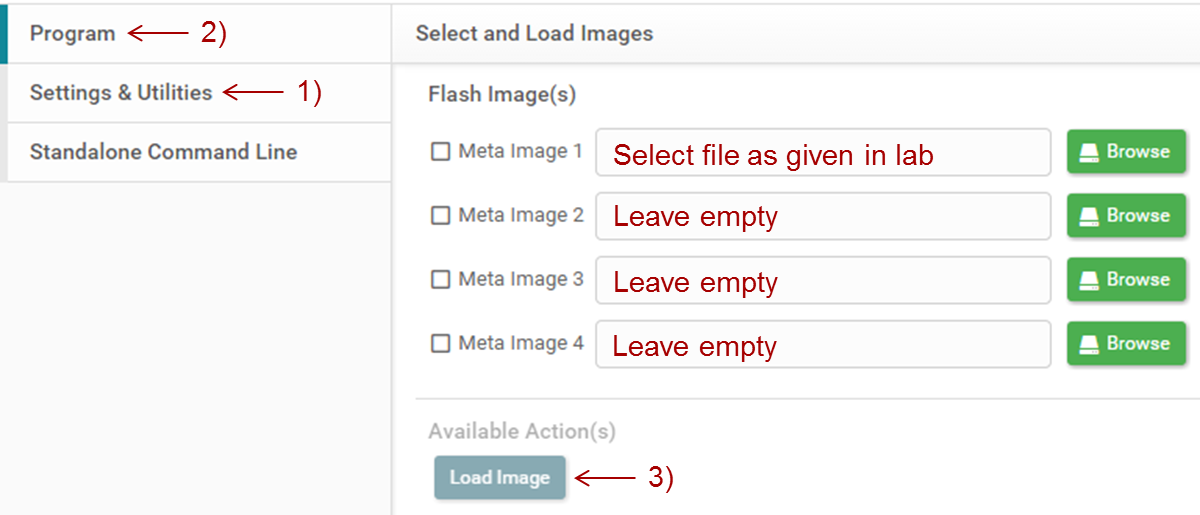 Program 2)
Settings & Utilities 1)
Standalone Command Line
Select and Load Images
Flash Image(s)
Meta Image 1 Select file as given in lab Browse
Meta Image 2 Leave empty Browse
Meta Image 3 Leave empty Browse
Meta Image 4 Leave empty Browse
Available Action(s)
Load Image 3)